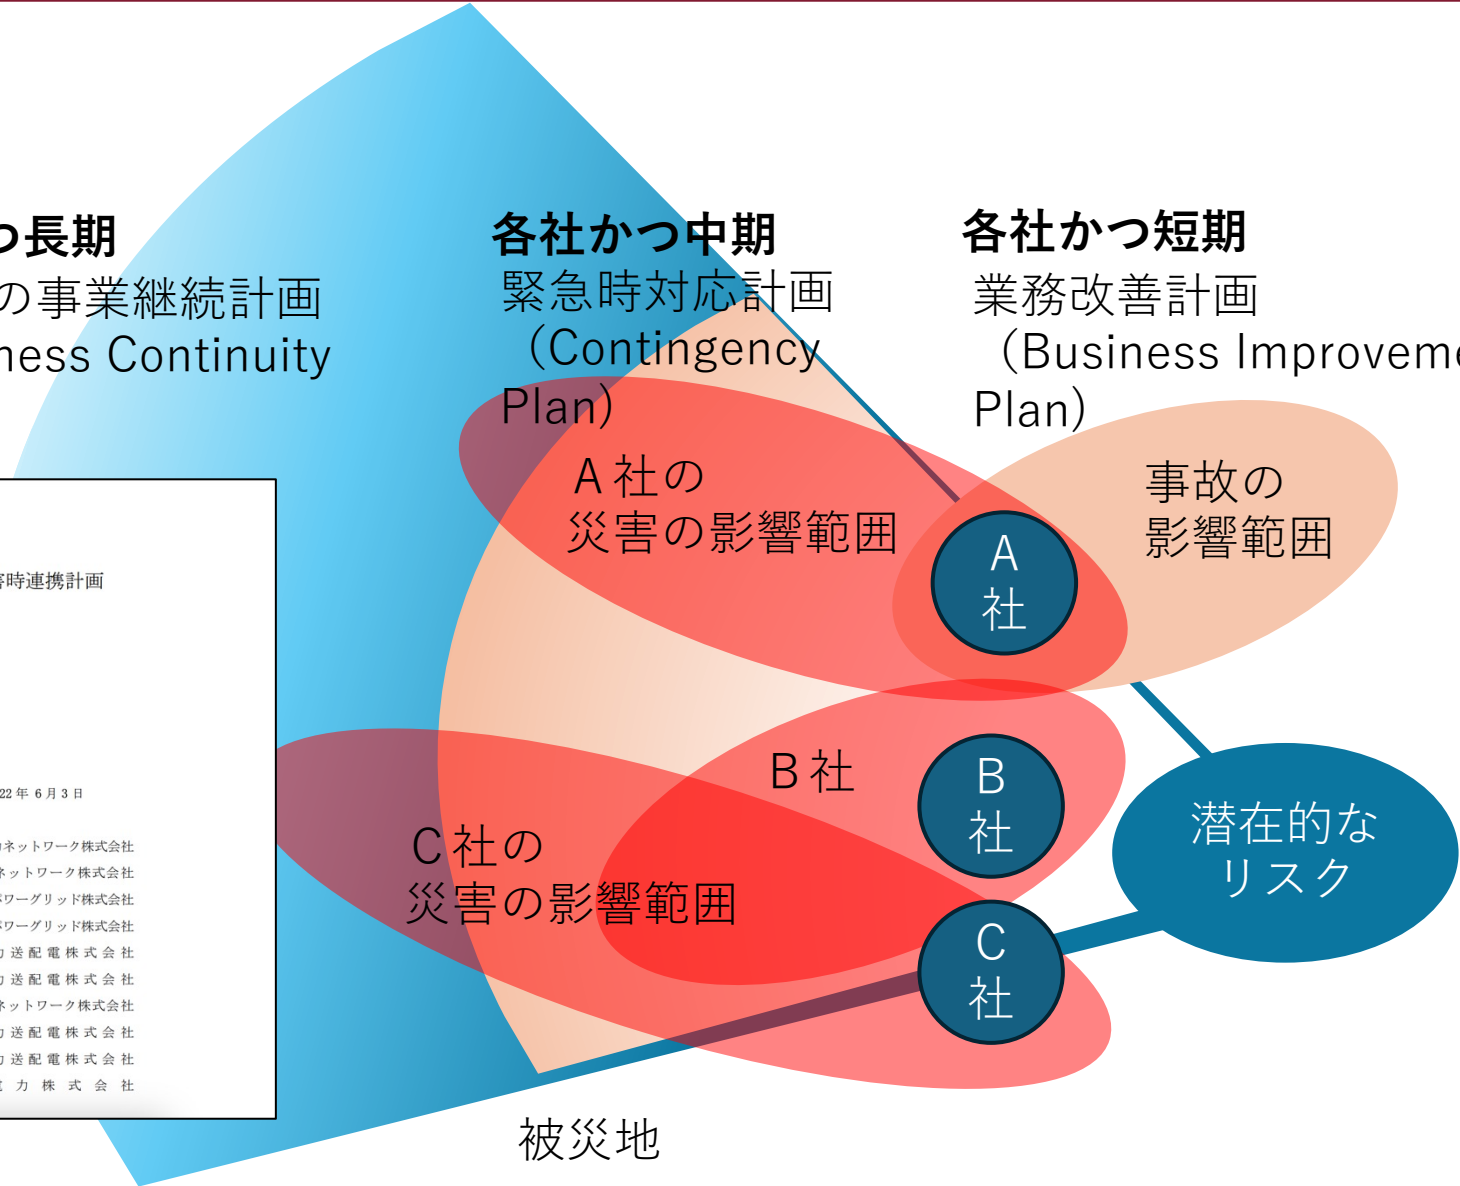 つ長期
の事業継続計画
ness Continuity
各社かつ中期
緊急時対応計画
（Contingency
Plan）
各社かつ短期
業務改善計画
（Business Improveme
Plan）
A社の
災害の影響範囲
事故の
影響範囲
A
社
時連携計画
22年 6月3日
ネットワーク株式会社
ネットワーク株式会社
パワーグリッド株式会社
パワーグリッド株式会社
送配電株式会社
送配電株式会社
ネットワーク株式会社
送配電株式会社
送配電株式会社
力株式会社
B社
B
社
C社の
災害の影響範囲
C
社
潜在的な
リスク
被災地